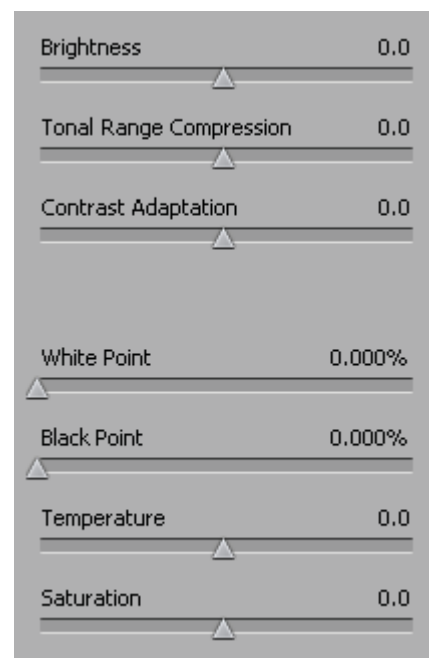 Brightness 0.0
Tonal Range Compression 0.0
Contrast Adaptation 0.0
White Point 0.000%
Black Point 0.000%
Temperature 0.0
Saturation 0.0